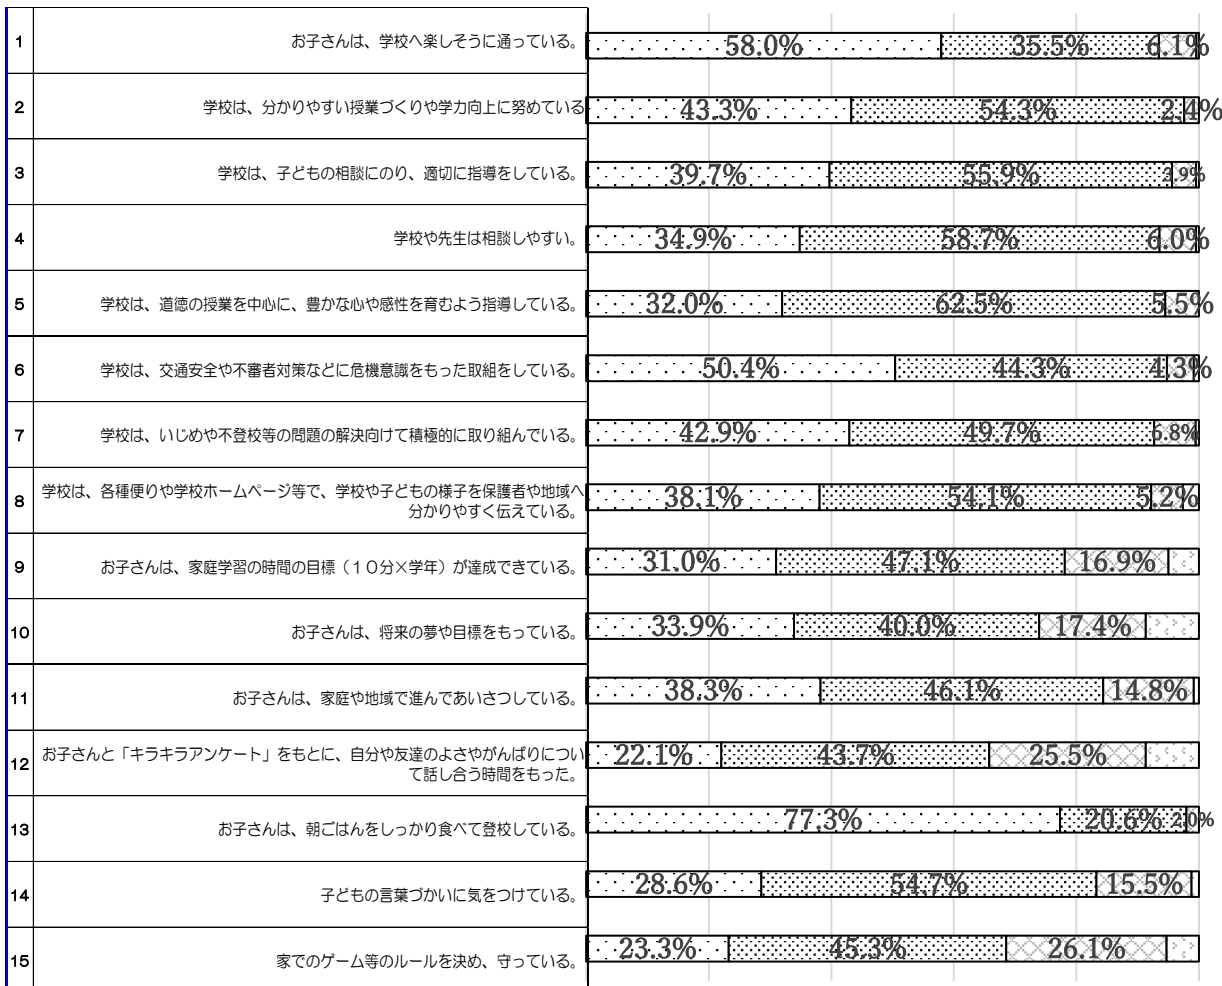 1 お子さんは、学校へ楽しそうに通っている。 58.0% 35.5% 6.1%
2 学校は、分かりやすい授業づくりや学力向上に努めている 43.3% 54.3% 2.4%
3 学校は、子どもの相談にのり、適切に指導をしている。 39.7% 55.9% 3.9%
4 学校や先生は相談しやすい。 34.9% 58.7% 6.0%
5 学校は、道徳の授業を中心に、豊かな心や感性を育むよう指導している。 32.0% 62.5% 5.5%
6 学校は、交通安全や不審者対策などに危機意識をもった取組をしている。 50.4% 44.3% 4.3%
7 学校は、いじめや不登校等の問題の解決向けて積極的に取り組んでいる。 42.9% 49.7% 6.8%
8 学校は、各種便りや学校ホームページ等で、学校や子どもの様子を保護者や地域へ
分かりやすく伝えている。 38.1% 54.1% 5.2%
9 お子さんは、家庭学習の時間の目標（１０分×学年）が達成できている。 31.0% 47.1% 16.9%
10 お子さんは、将来の夢や目標をもっている。 33.9% 40.0% 17.4%
11 お子さんは、家庭や地域で進んであいさつしている。 38.3% 46.1% 14.8%
12 お子さんと「キラキラアンケート」をもとに、自分や友達のよさやがんばりについ
て話し合う時間をもった。 22.1% 43.7% 25.5%
13 お子さんは、朝ごはんをしっかり食べて登校している。 77.3% 20.6% 2.0%
14 子どもの言葉づかいに気をつけている。 28.6% 54.7% 15.5%
15 家でのゲーム等のルールを決め、守っている。 23.3% 45.3% 26.1%